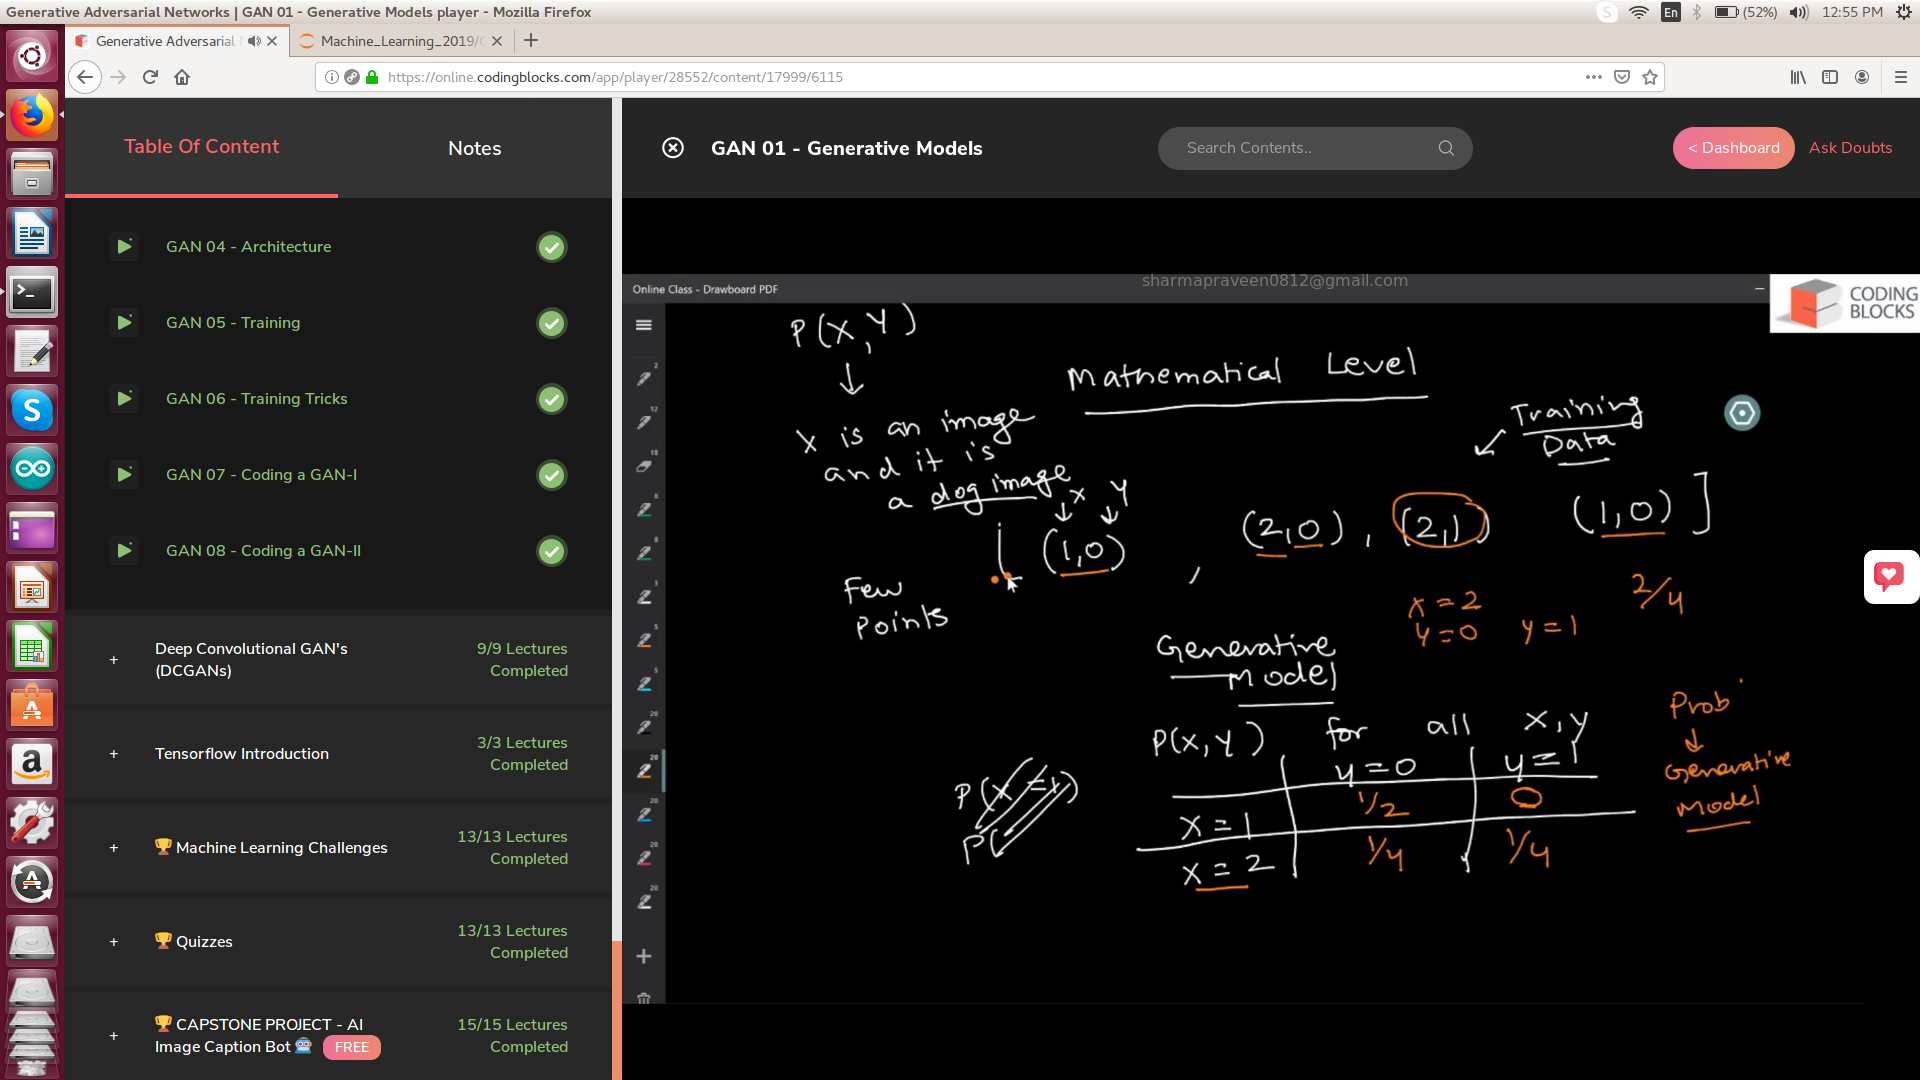 Generative Adversarial Networks | GAN 01 - Generative Models player - Mozilla Firefox
En
(52%)
12:55 PM
Generative Adversarial
Machine_Learning_2019/
https://online.codingblocks.com/app/player/28552/content/17999/6115
Table Of Content
Notes
GAN 01 - Generative Models
Search Contents..
< Dashboard
Ask Doubts
GAN 04 - Architecture
GAN 05 - Training
GAN 06 - Training Tricks
GAN 07 - Coding a GAN-I
GAN 08 - Coding a GAN-II
Deep Convolutional GAN's (DCGANs)
9/9 Lectures Completed
Tensorflow Introduction
3/3 Lectures Completed
Machine Learning Challenges
13/13 Lectures Completed
Quizzes
13/13 Lectures Completed
CAPSTONE PROJECT - AI Image Caption Bot FREE
15/15 Lectures Completed
sharmapraveen0812@gmail.com
Online Class - Drawboard PDF
CODING
BLOCKS
P(X,Y)
Mathematical Level
X is an image
and it is
a dog image
Training
Data
X Y
(1,0) , (2,0) , (2,1) (1,0) ]
Few
points
x = 2
y = 0 y = 1
2/4
Generative
Model
P(X,Y) for all x,y
y = 0 y = 1
x = 1 1/2 0
x = 2 1/4 1/4
Prob
Generative
Model
P(X =
P(